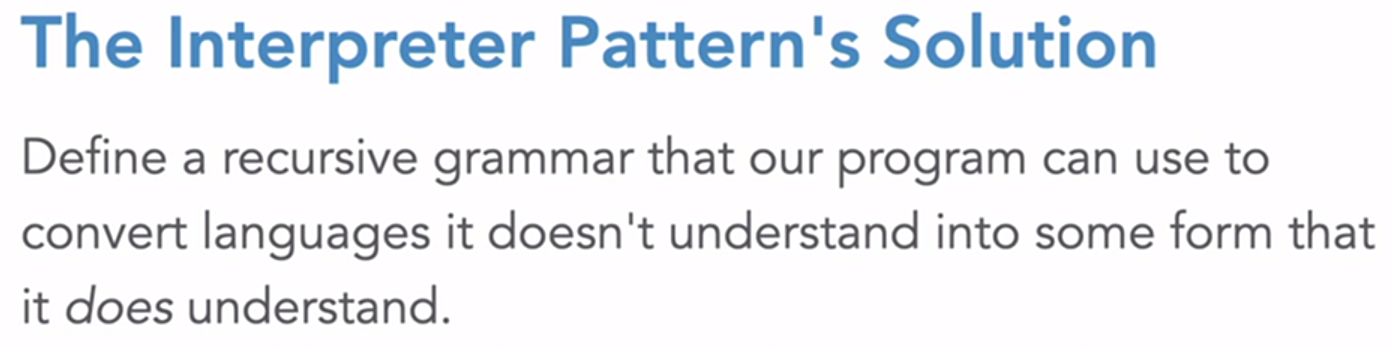 The Interpreter Pattern's Solution
Define a recursive grammar that our program can use to
convert languages it doesn't understand into some form that
it does understand.